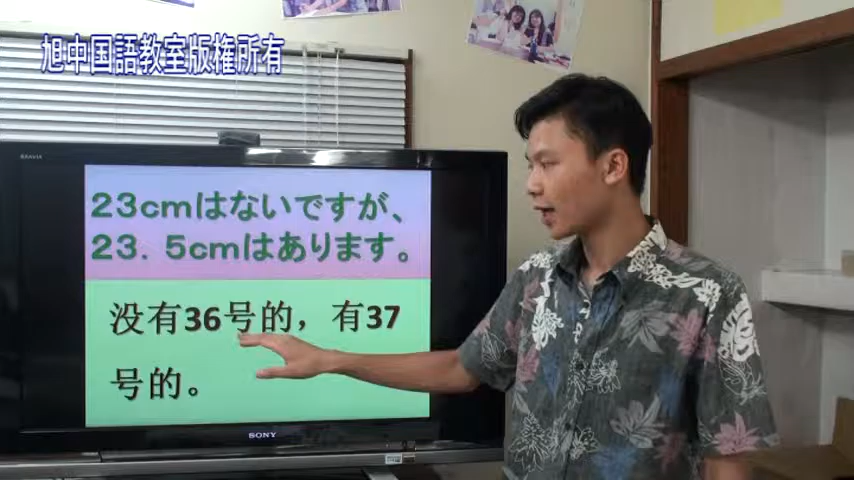 旭中国語教室版権所有
BRAVIA
23cmはないですが、
23．5cmはあります。
没有36号的，有37
号的。
SONY